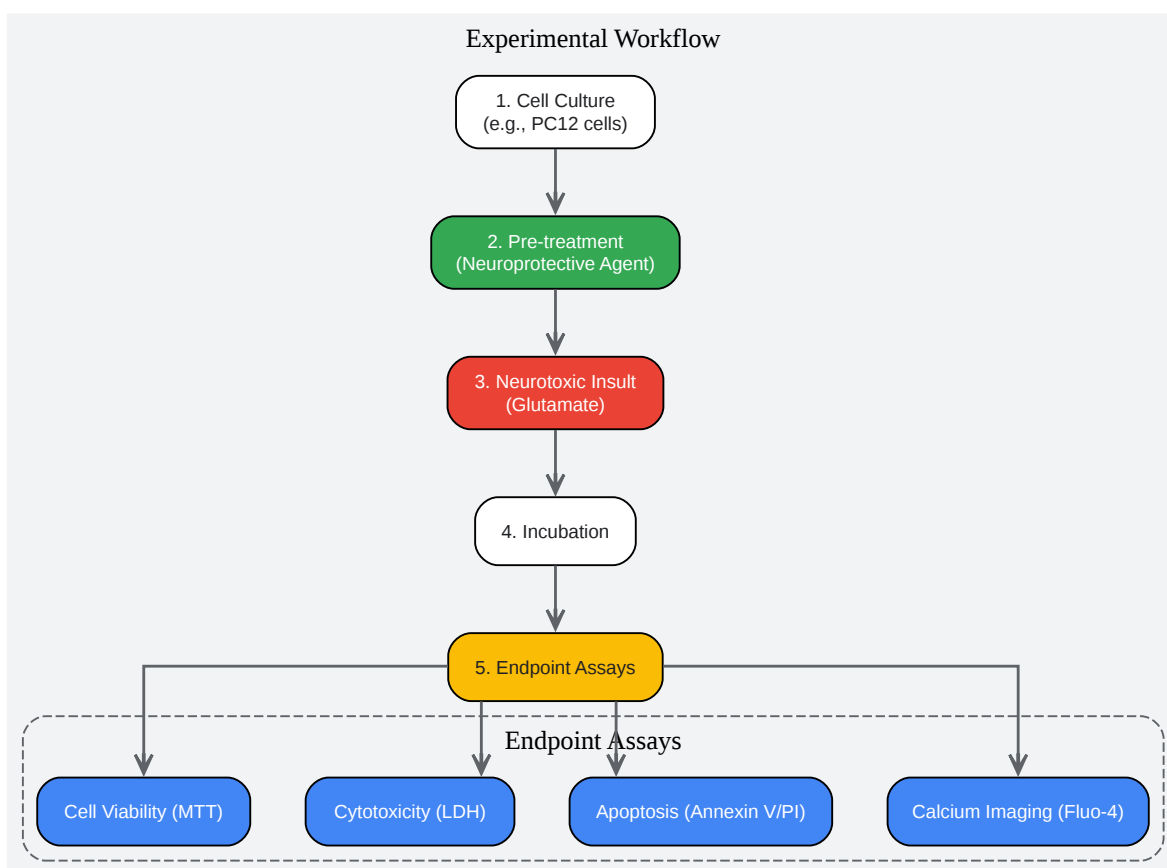 Experimental Workflow
1. Cell Culture
(e.g., PC12 cells)
2. Pre-treatment
(Neuroprotective Agent)
3. Neurotoxic Insult
(Glutamate)
4. Incubation
5. Endpoint Assays
Endpoint Assays
Cell Viability (MTT)
Cytotoxicity (LDH)
Apoptosis (Annexin V/PI)
Calcium Imaging (Fluo-4)